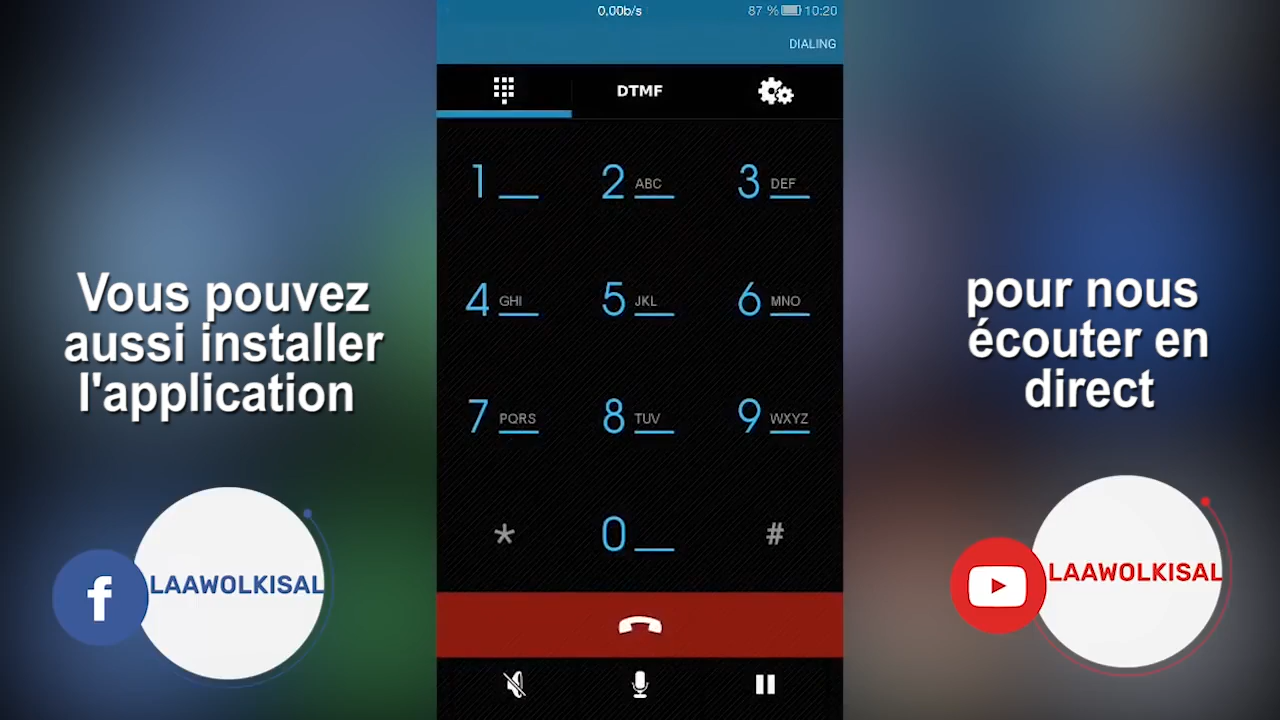 0,00b/s
87 % 10:20
DIALING
DTMF
1
2 ABC
3 DEF
4 GHI
5 JKL
6 MNO
7 PQRS
8 TUV
9 WXYZ
*
0
#
Vous pouvez
aussi installer
l'application
pour nous
écouter en
direct
f
LAAWOLKISAL
LAAWOLKISAL